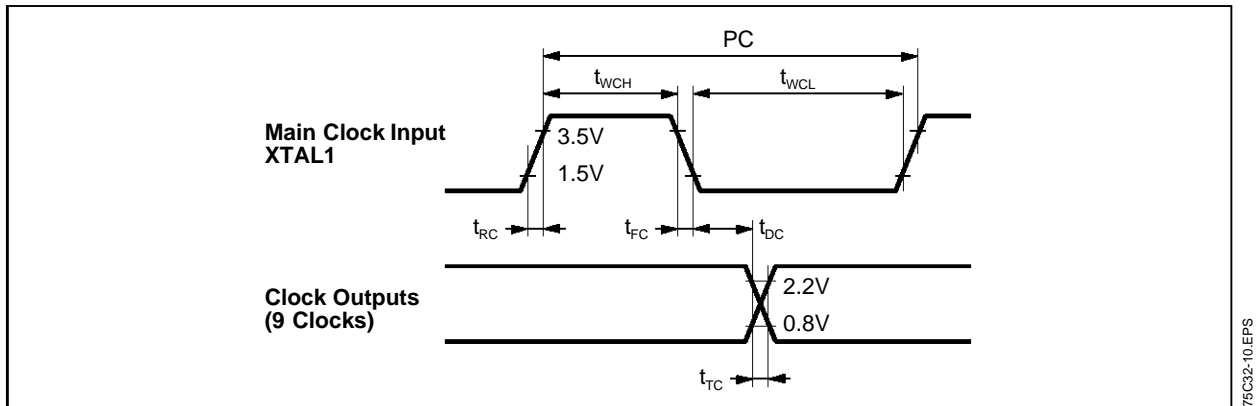 PC
tWCH
tWCL
Main Clock Input
XTAL1
3.5V
1.5V
tRC
tFC
tDC
Clock Outputs
(9 Clocks)
2.2V
0.8V
tTC
75C32-10.EPS